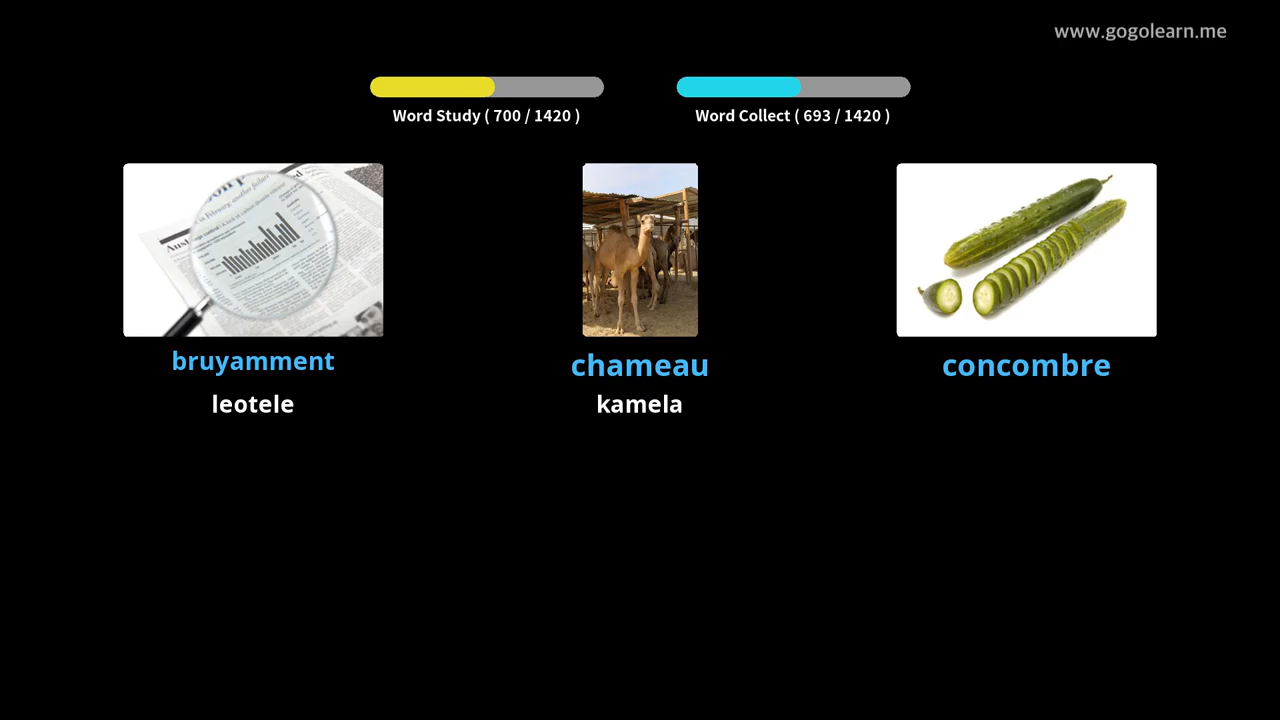 www.gogolearn.me
Word Study ( 700 / 1420 )
Word Collect ( 693 / 1420 )
bruyamment
chameau
concombre
leotele
kamela